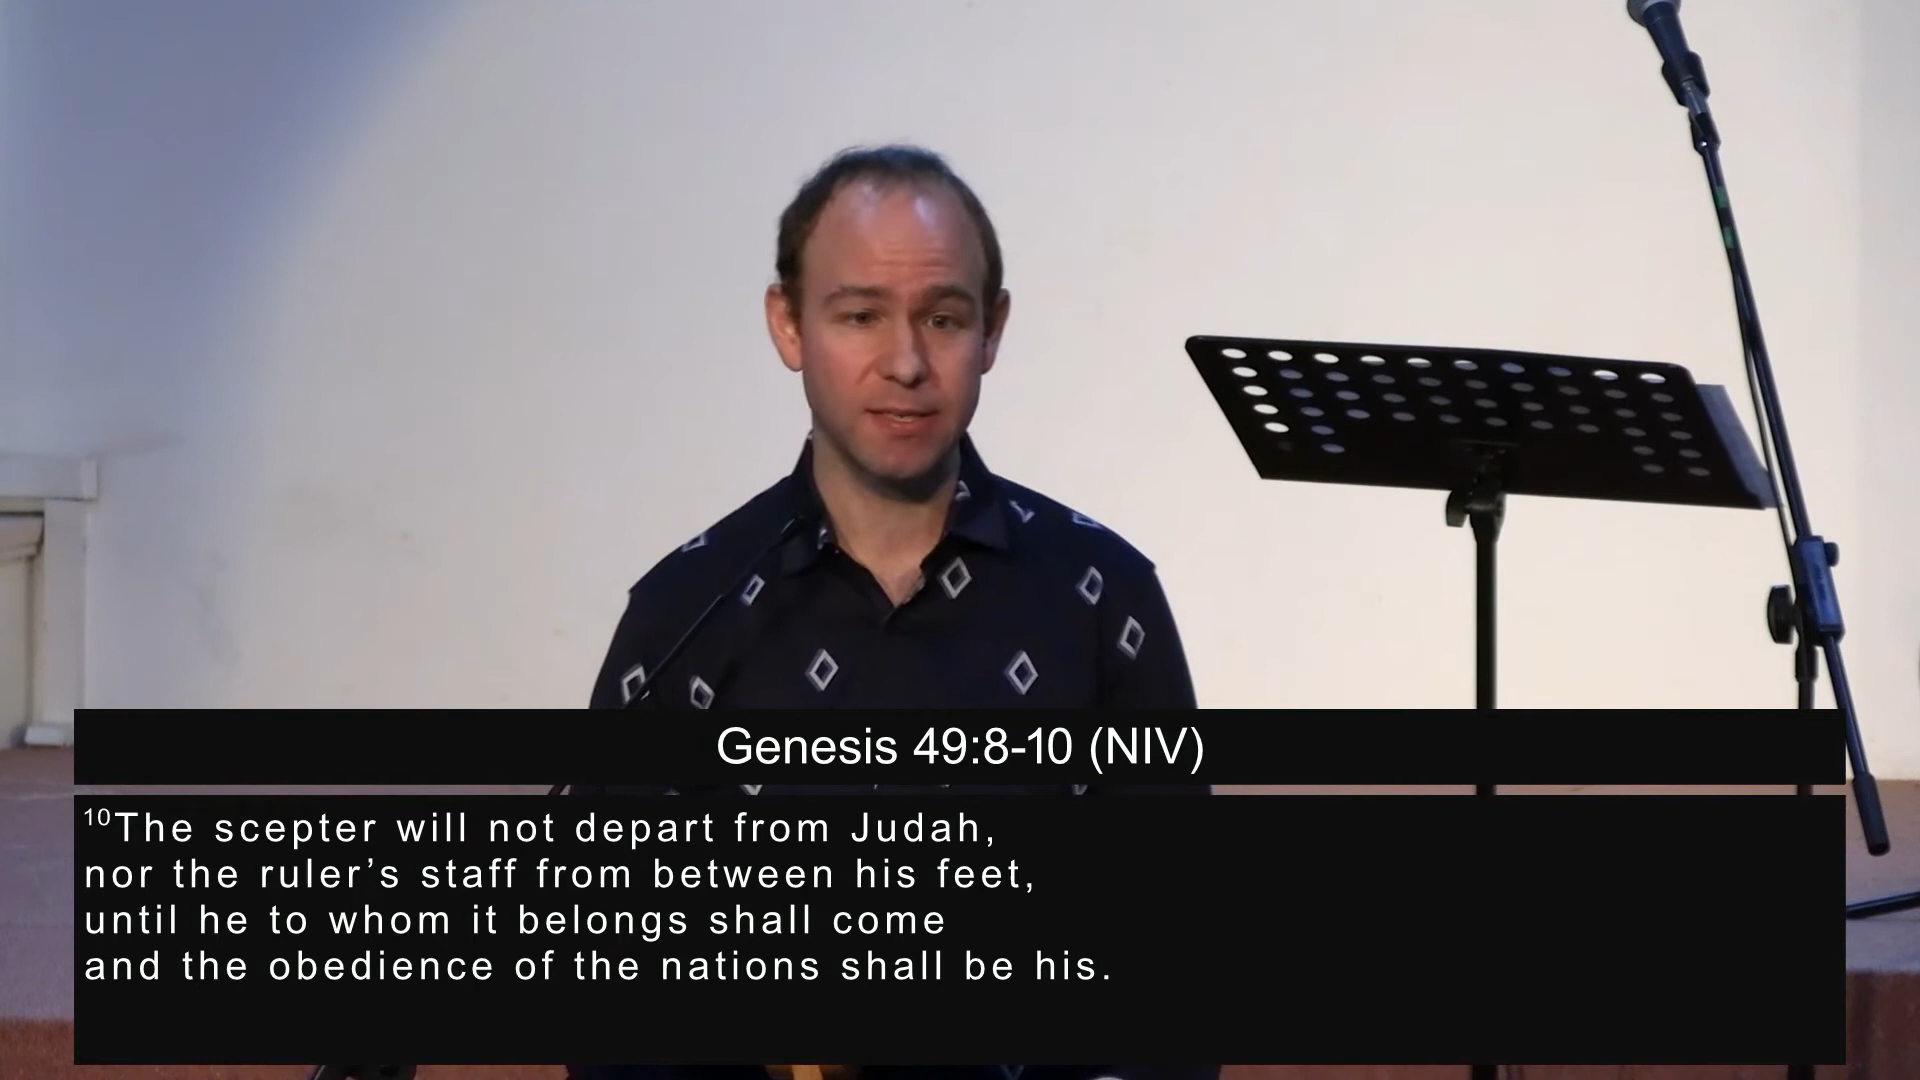 Genesis 49:8-10 (NIV)
¹⁰The scepter will not depart from Judah,
nor the ruler’s staff from between his feet,
until he to whom it belongs shall come
and the obedience of the nations shall be his.